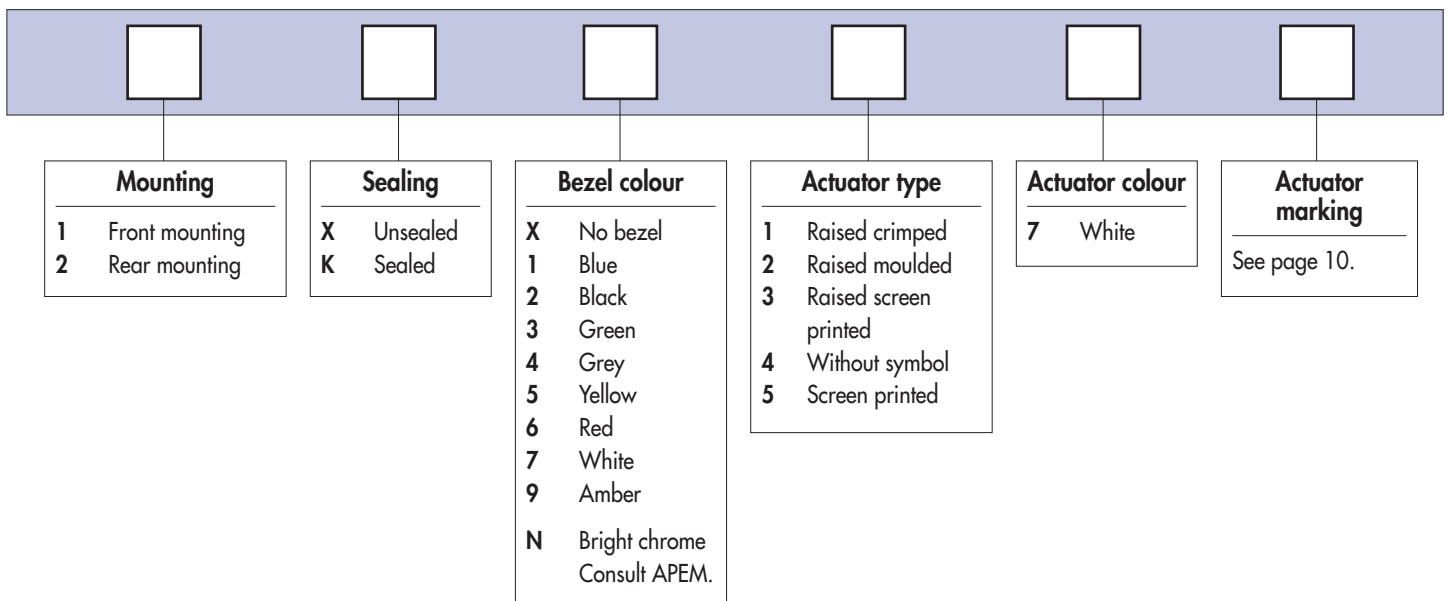 Mounting
1 Front mounting
2 Rear mounting
Sealing
X Unsealed
K Sealed
Bezel colour
X No bezel
1 Blue
2 Black
3 Green
4 Grey
5 Yellow
6 Red
7 White
9 Amber
N Bright chrome
Consult APEM.
Actuator type
1 Raised crimped
2 Raised moulded
3 Raised screen
printed
4 Without symbol
5 Screen printed
Actuator colour
7 White
Actuator
marking
See page 10.